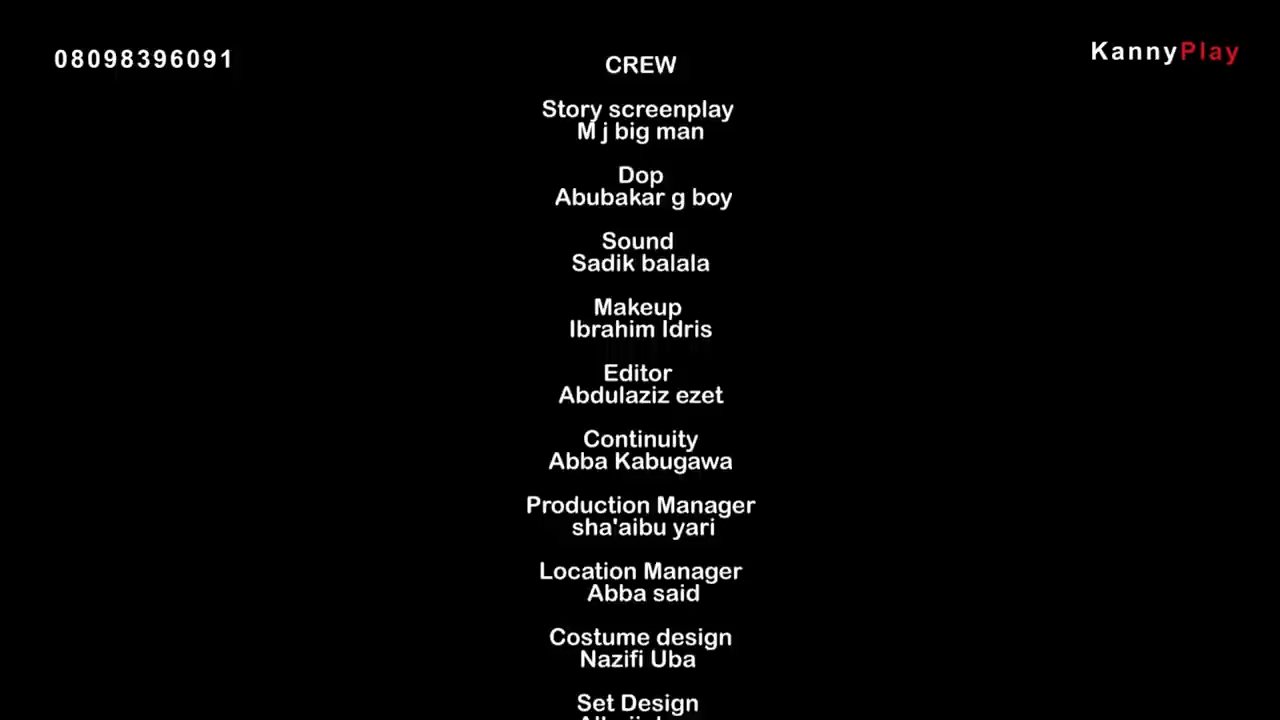 08098396091
KannyPlay
CREW
Story screenplay
M j big man
Dop
Abubakar g boy
Sound
Sadik balala
Makeup
Ibrahim Idris
Editor
Abdulaziz ezet
Continuity
Abba Kabugawa
Production Manager
sha'aibu yari
Location Manager
Abba said
Costume design
Nazifi Uba
Set Design